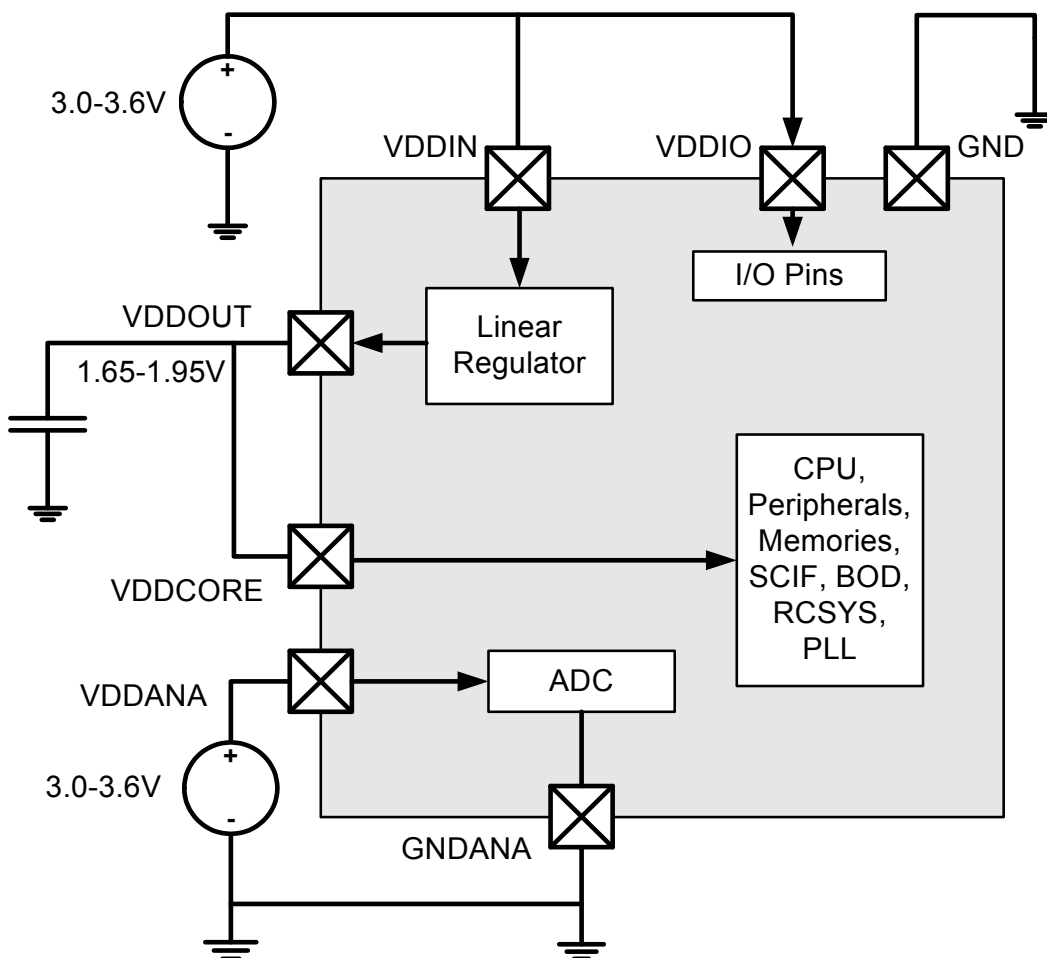 +
3.0-3.6V
-
VDDIN
VDDIO
GND
I/O Pins
VDDOUT
Linear
Regulator
1.65-1.95V
CPU,
Peripherals,
Memories,
SCIF, BOD,
RCSYS,
PLL
VDDCORE
VDDANA
ADC
+
3.0-3.6V
-
GNDANA